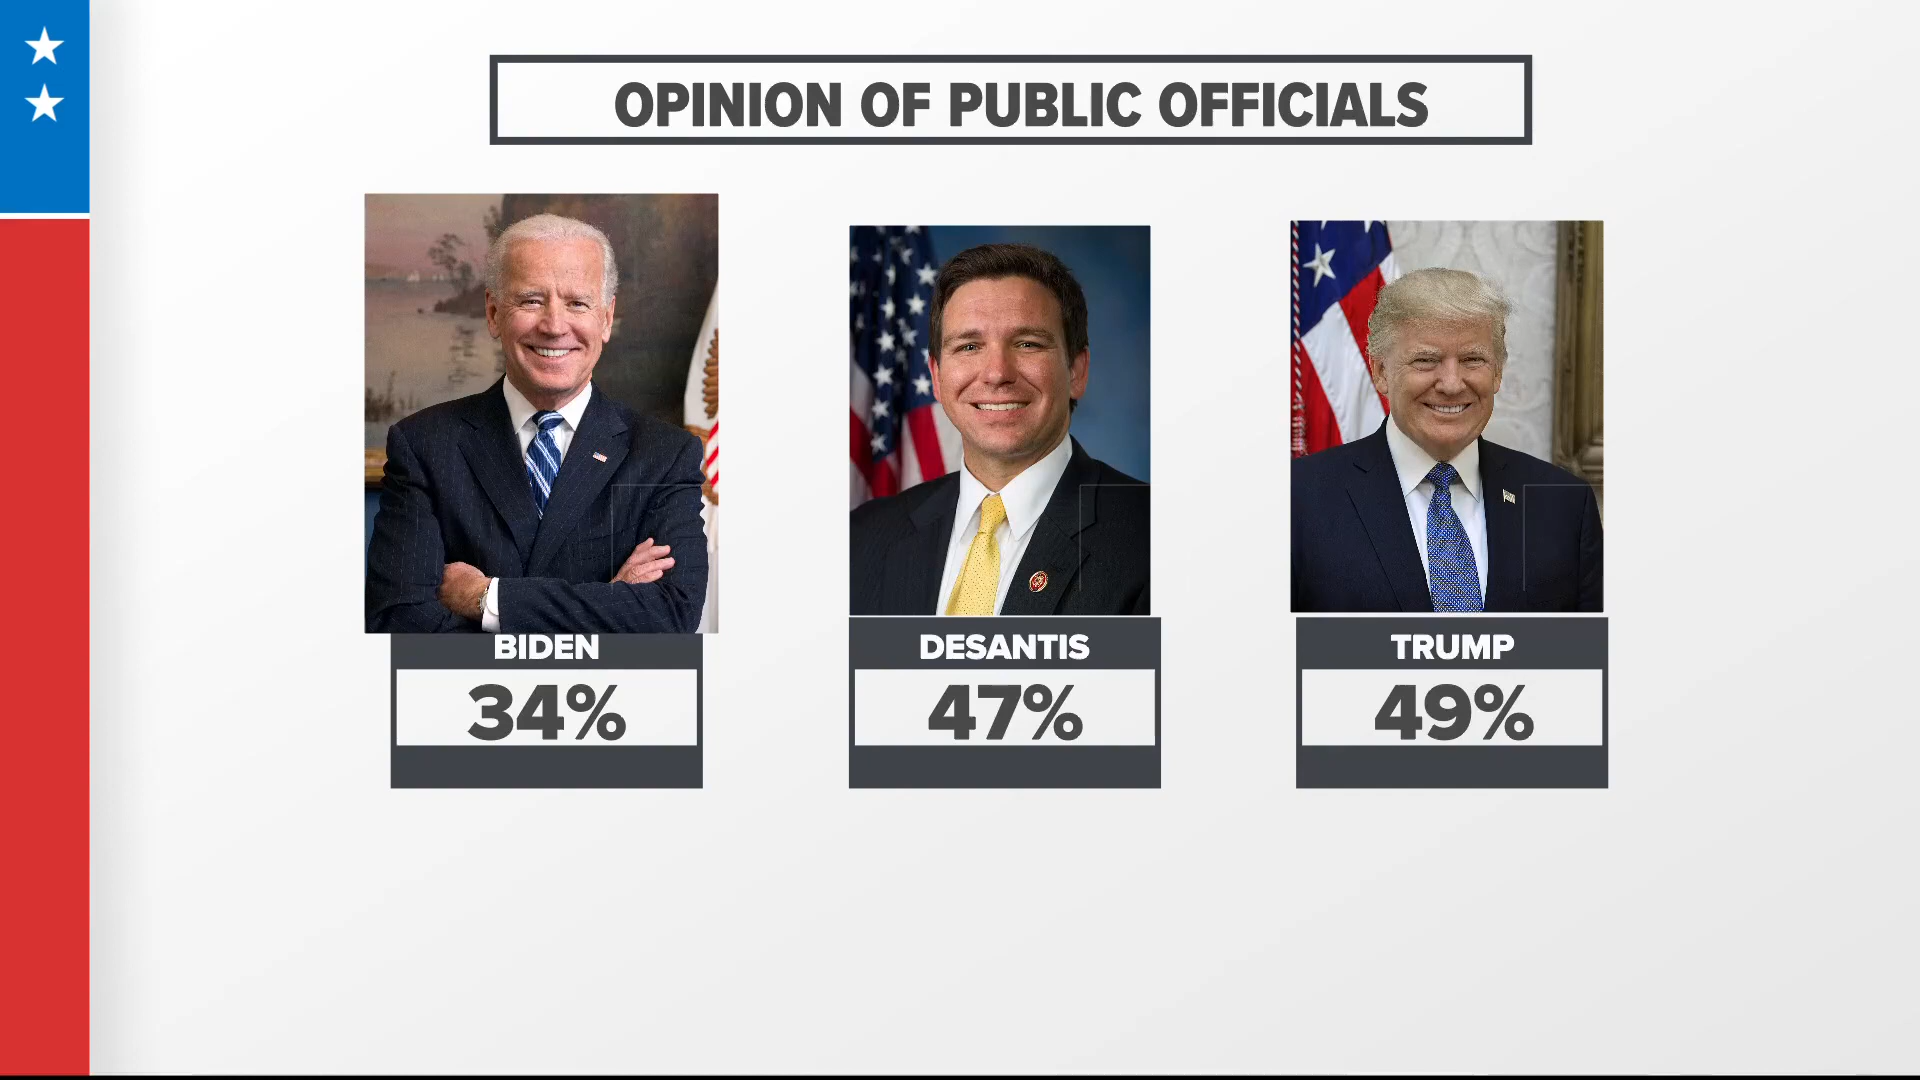 OPINION OF PUBLIC OFFICIALS
BIDEN
34%
DESANTIS
47%
TRUMP
49%